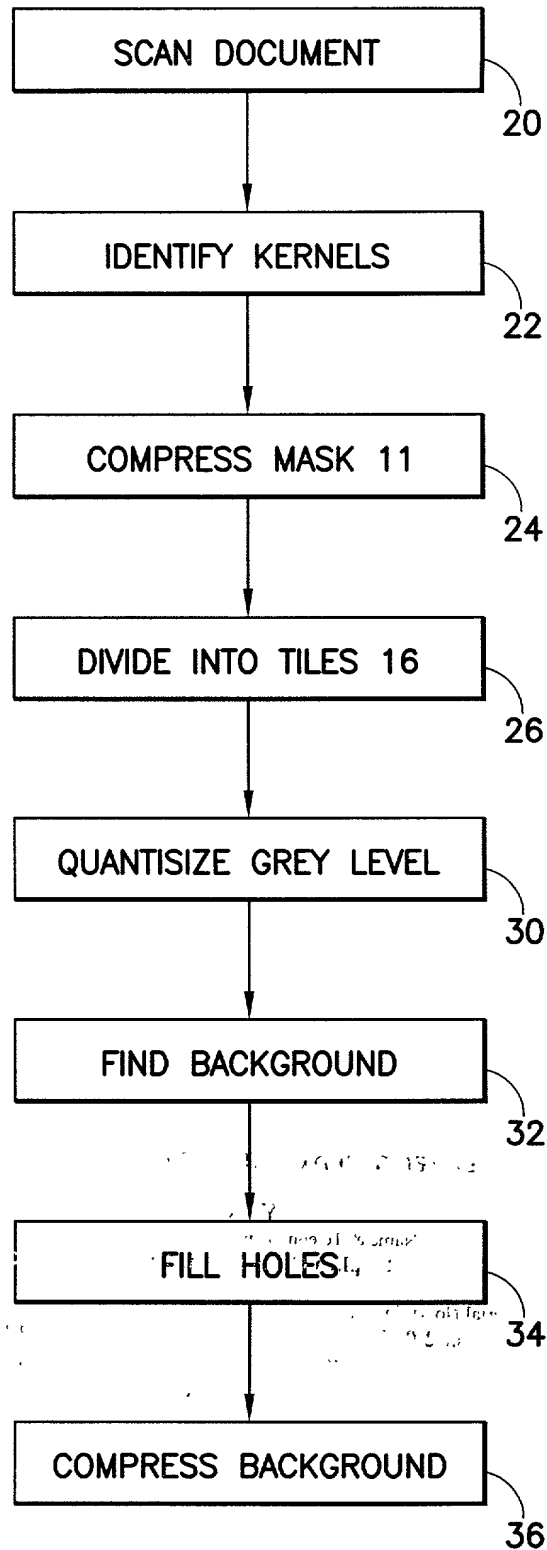 SCAN DOCUMENT
20
IDENTIFY KERNELS
22
COMPRESS MASK 11
24
DIVIDE INTO TILES 16
26
QUANTISIZE GREY LEVEL
30
FIND BACKGROUND
32
FILL HOLES
34
COMPRESS BACKGROUND
36